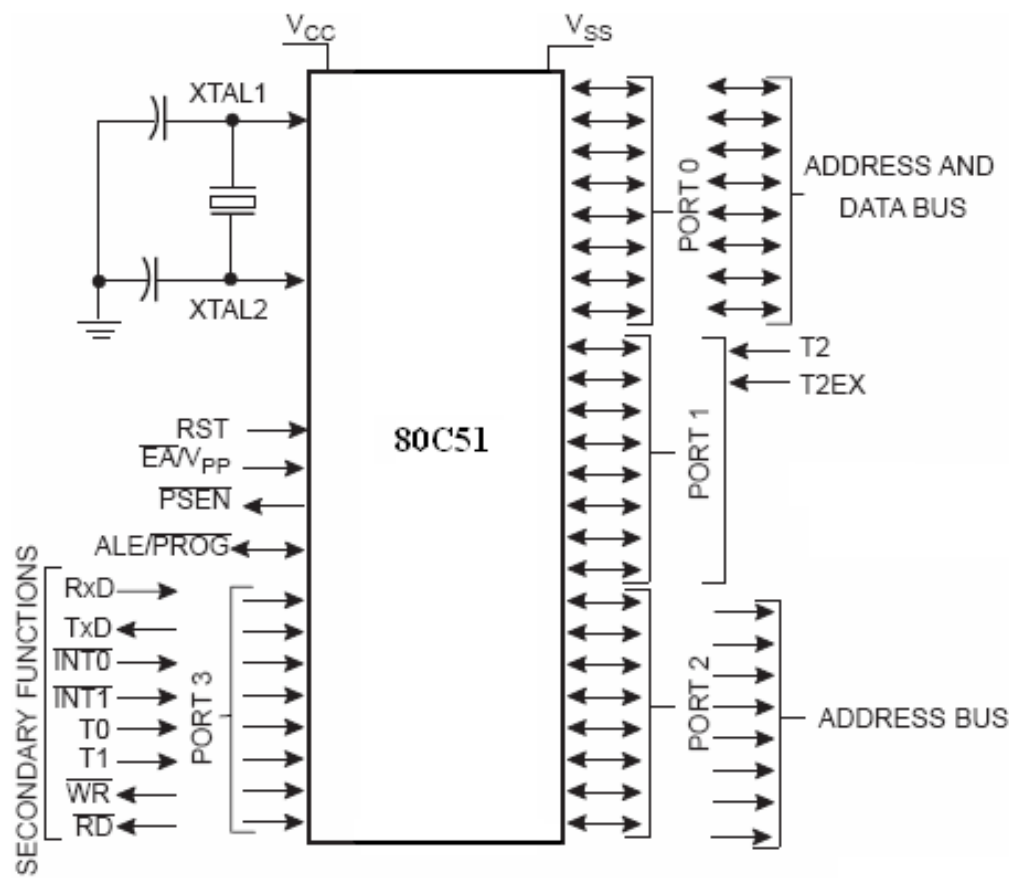 VCC
VSS
XTAL1
XTAL2
RST
EA/VPP
PSEN
ALE/PROG
SECONDARY FUNCTIONS
RxD
TxD
INT0
INT1
T0
T1
WR
RD
PORT 3
80C51
PORT 0
ADDRESS AND
DATA BUS
PORT 1
T2
T2EX
PORT 2
ADDRESS BUS